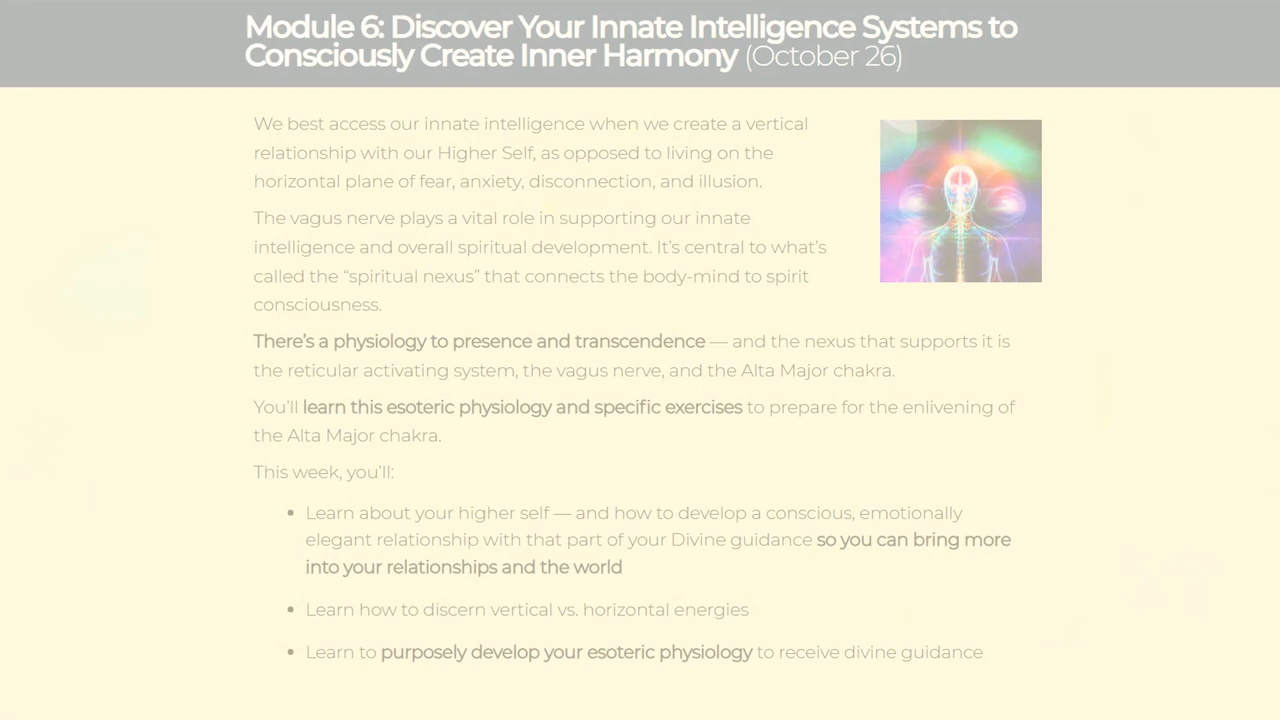 Module 6: Discover Your Innate Intelligence Systems to
Consciously Create Inner Harmony (October 26)
We best access our innate intelligence when we create a vertical
relationship with our Higher Self, as opposed to living on the
horizontal plane of fear, anxiety, disconnection, and illusion.
The vagus nerve plays a vital role in supporting our innate
intelligence and overall spiritual development. It’s central to what’s
called the “spiritual nexus” that connects the body-mind to spirit
consciousness.
There’s a physiology to presence and transcendence — and the nexus that supports it is
the reticular activating system, the vagus nerve, and the Alta Major chakra.
You’ll learn this esoteric physiology and specific exercises to prepare for the enlivening of
the Alta Major chakra.
This week, you’ll:
• Learn about your higher self — and how to develop a conscious, emotionally
elegant relationship with that part of your Divine guidance so you can bring more
into your relationships and the world
• Learn how to discern vertical vs. horizontal energies
• Learn to purposely develop your esoteric physiology to receive divine guidance